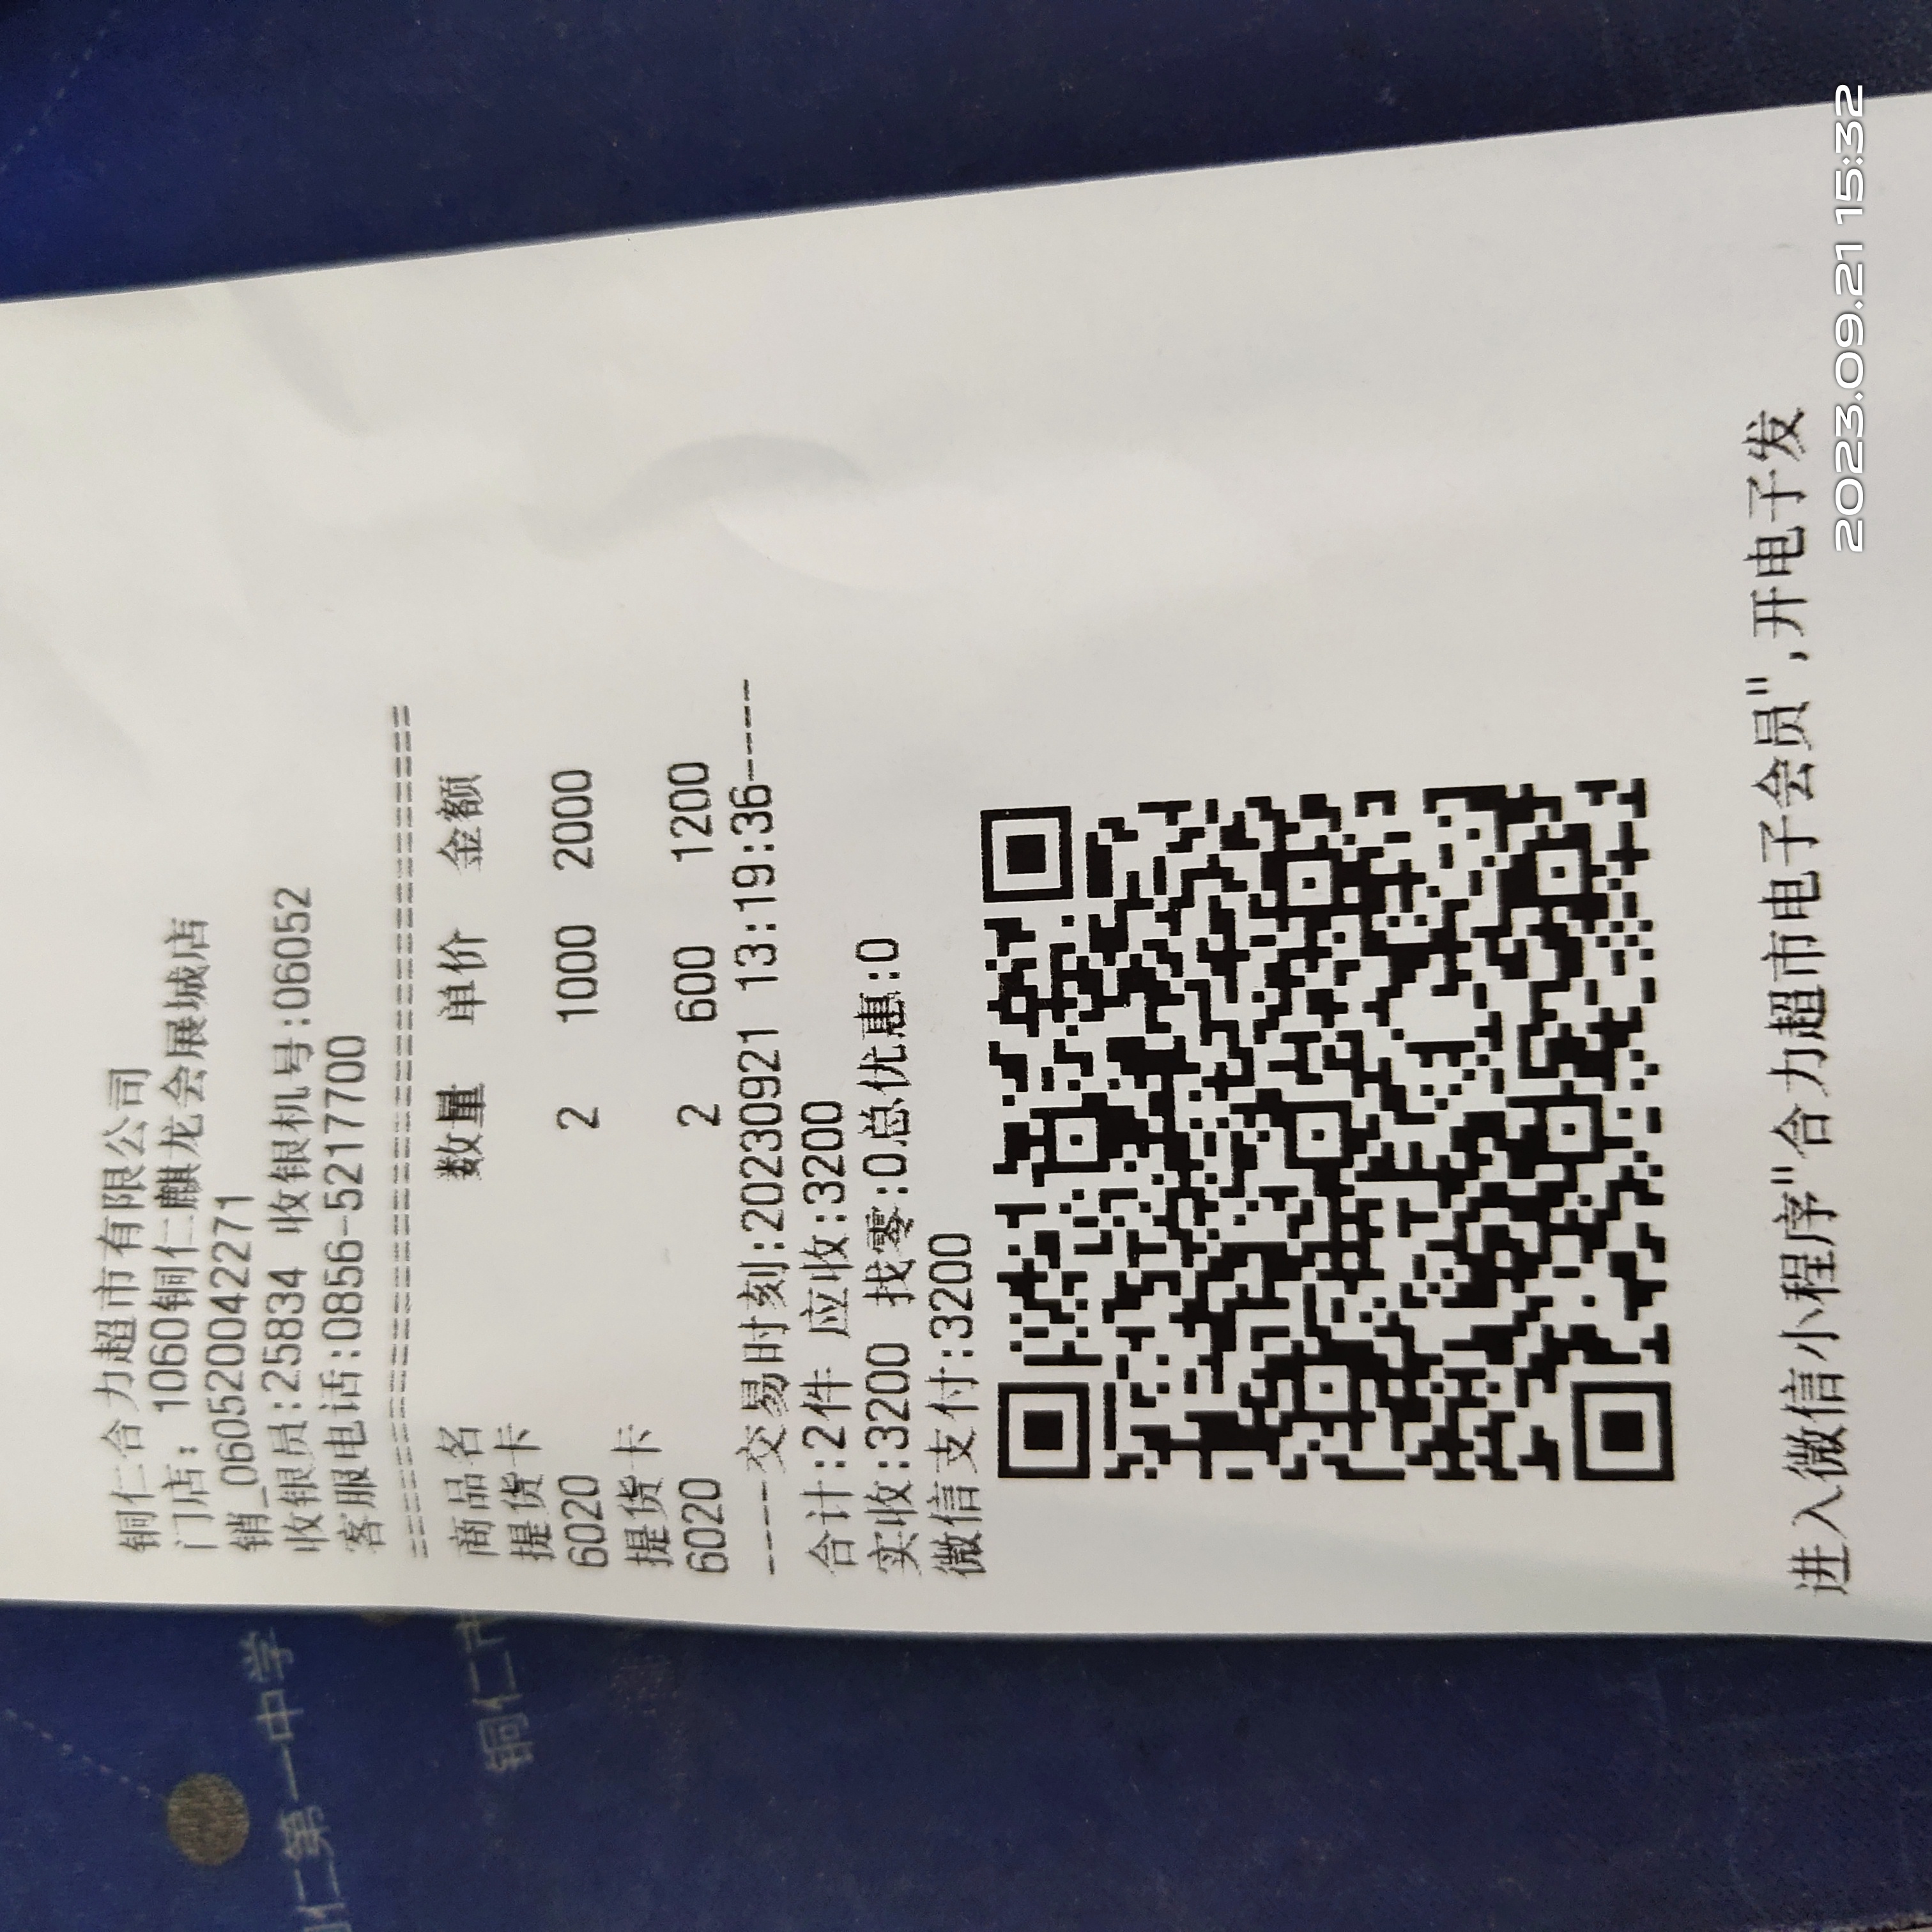 铜仁合力超市有限公司
门店: 1060铜仁麒龙会展城店
销_0605200042271
收银员:25834 收银机号:06052
客服电话:0856-5217700
================================
商品名 数量 单价 金额
提货卡
6020 2 1000 2000
提货卡
6020 2 600 1200
----交易时刻:20230921 13:19:36----
合计:2件 应收:3200
实收:3200 找零:0总优惠:0
微信支付:3200
进入微信小程序"合力超市电子会员",开电子发
2023.09.21 15:32
仁第一中学
铜仁市